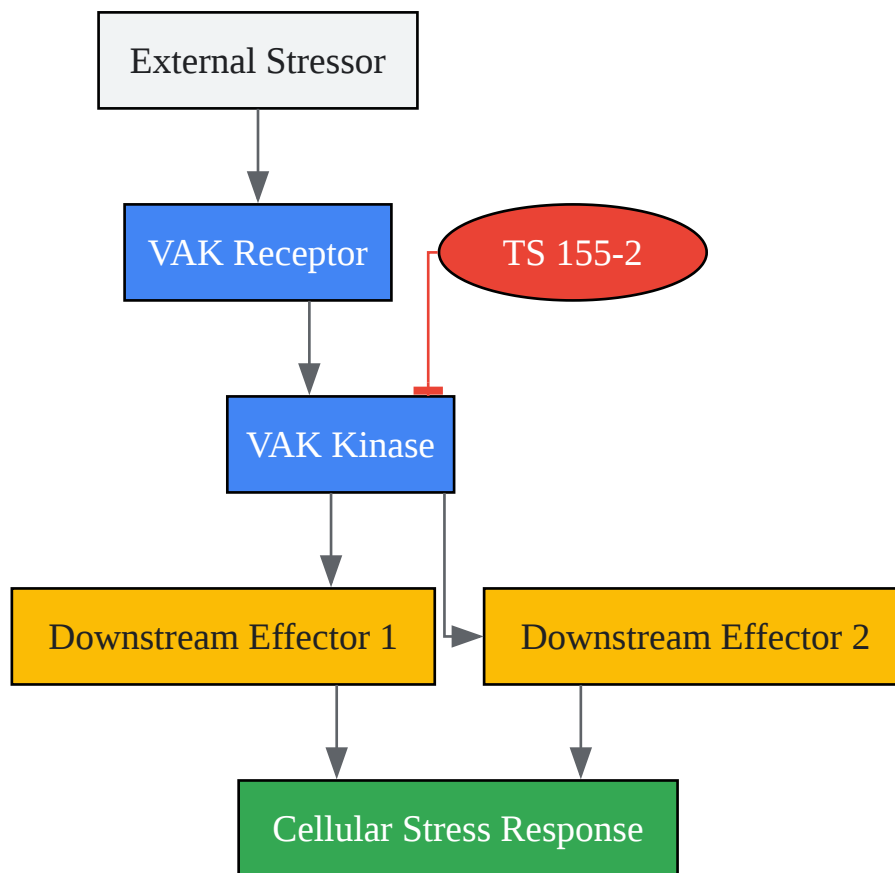 External Stressor
VAK Receptor
TS 155-2
VAK Kinase
Downstream Effector 1
Downstream Effector 2
Cellular Stress Response